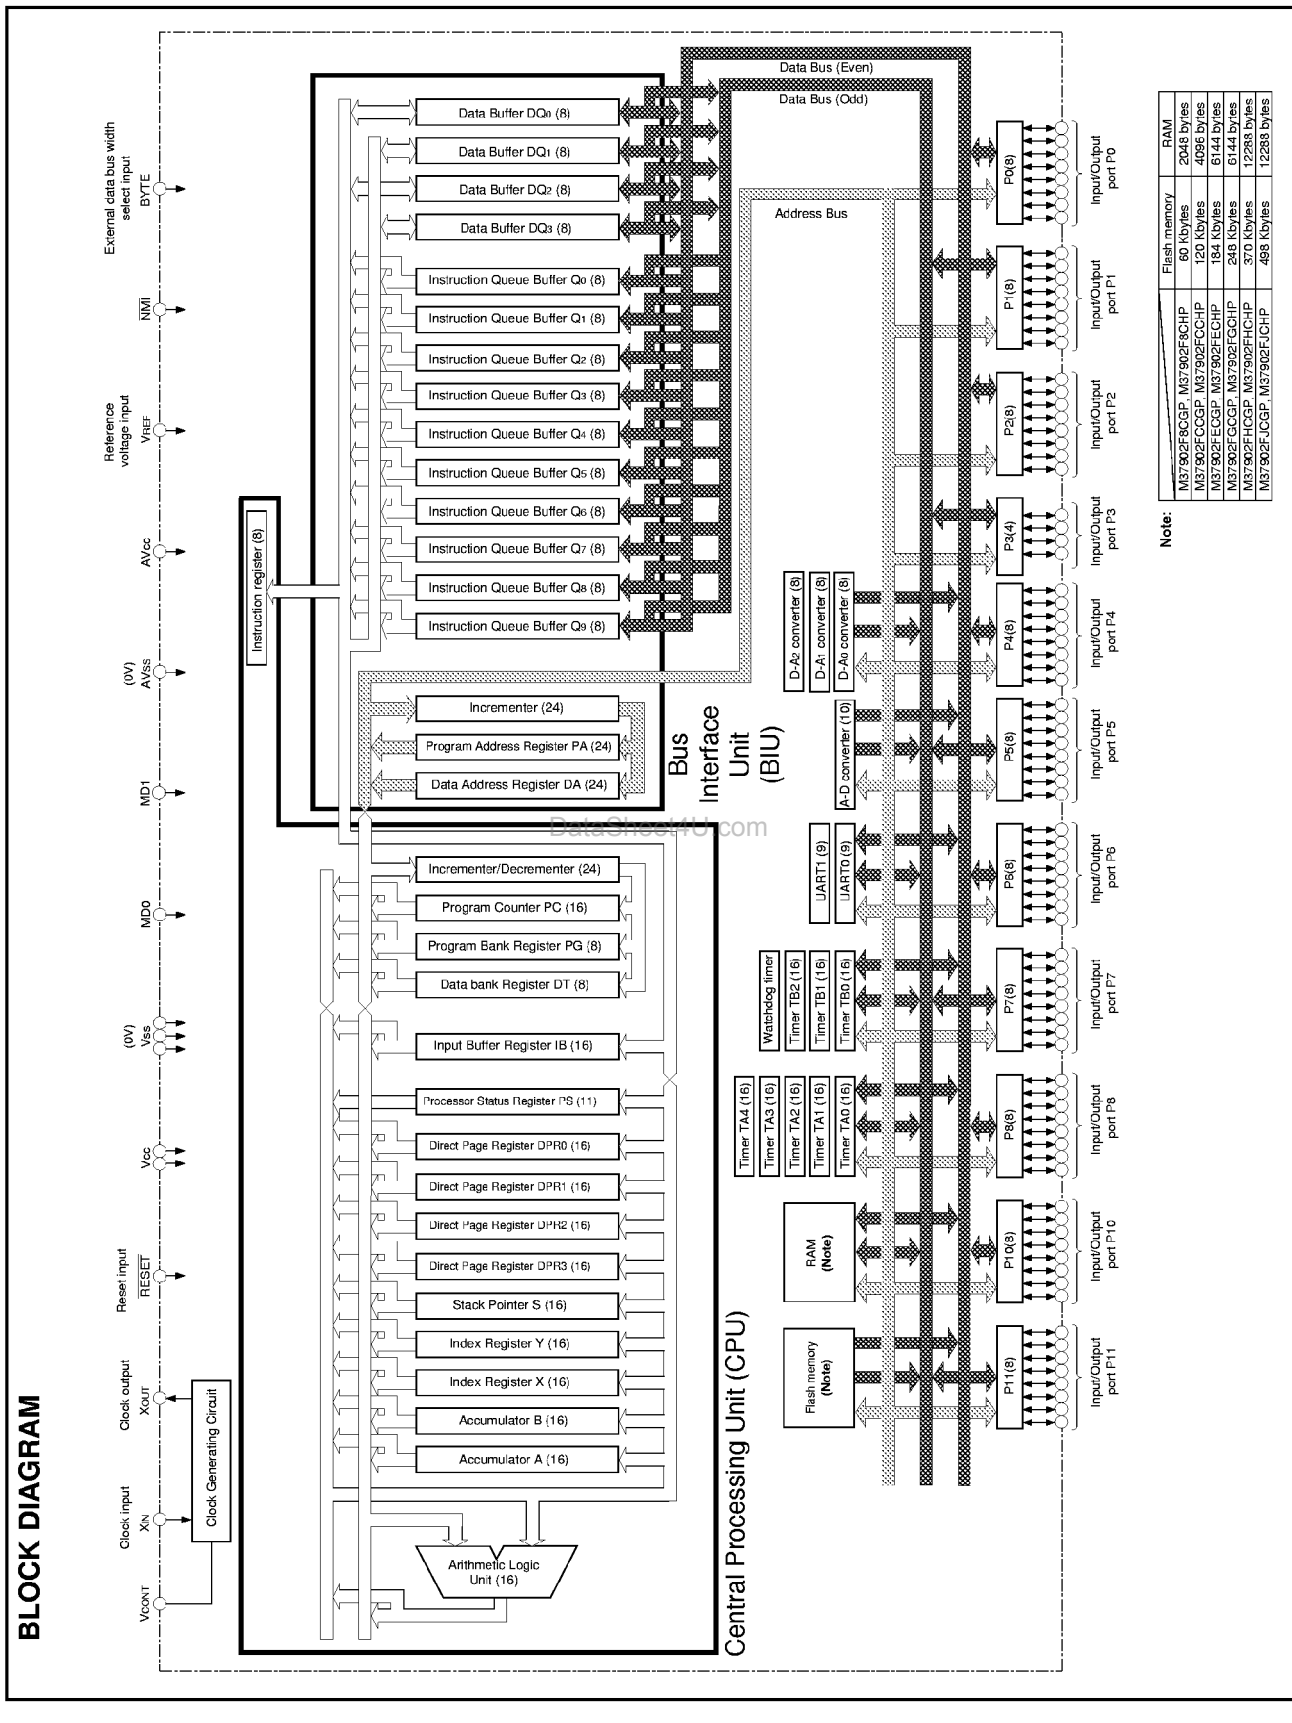 BLOCK DIAGRAM
External data bus width
select input
BYTE
NMI
Reference
voltage input
VREF
AVcc
(0V)
AVss
MD1
MD0
(0V)
Vss
Vcc
Reset input
RESET
Clock output
XOUT
Clock input
XIN
VCONT
Clock Generating Circuit
Instruction register (8)
Data Buffer DQ0 (8)
Data Buffer DQ1 (8)
Data Buffer DQ2 (8)
Data Buffer DQ3 (8)
Instruction Queue Buffer Q0 (8)
Instruction Queue Buffer Q1 (8)
Instruction Queue Buffer Q2 (8)
Instruction Queue Buffer Q3 (8)
Instruction Queue Buffer Q4 (8)
Instruction Queue Buffer Q5 (8)
Instruction Queue Buffer Q6 (8)
Instruction Queue Buffer Q7 (8)
Instruction Queue Buffer Q8 (8)
Instruction Queue Buffer Q9 (8)
Incrementer (24)
Program Address Register PA (24)
Data Address Register DA (24)
Bus
Interface
Unit
(BIU)
DataSheet4U.com
Incrementer/Decrementer (24)
Program Counter PC (16)
Program Bank Register PG (8)
Data bank Register DT (8)
Input Buffer Register IB (16)
Processor Status Register PS (11)
Direct Page Register DPR0 (16)
Direct Page Register DPR1 (16)
Direct Page Register DPR2 (16)
Direct Page Register DPR3 (16)
Stack Pointer S (16)
Index Register Y (16)
Index Register X (16)
Accumulator B (16)
Accumulator A (16)
Arithmetic Logic
Unit (16)
Central Processing Unit (CPU)
Data Bus (Even)
Data Bus (Odd)
Address Bus
D-A2 converter (8)
D-A1 converter (8)
D-A0 converter (8)
A-D converter (10)
UART1 (9)
UART0 (9)
Watchdog timer
Timer TB2 (16)
Timer TB1 (16)
Timer TB0 (16)
Timer TA4 (16)
Timer TA3 (16)
Timer TA2 (16)
Timer TA1 (16)
Timer TA0 (16)
RAM
(Note)
Flash memory
(Note)
P0(8)
P1(8)
P2(8)
P3(4)
P4(8)
P5(8)
P6(8)
P7(8)
P8(8)
P10(8)
P11(8)
Input/Output
port P0
Input/Output
port P1
Input/Output
port P2
Input/Output
port P3
Input/Output
port P4
Input/Output
port P5
Input/Output
port P6
Input/Output
port P7
Input/Output
port P8
Input/Output
port P10
Input/Output
port P11
Note:
Flash memory RAM
M37902F8CGP, M37902F8CHP 60 Kbytes 2048 bytes
M37902FCCGP, M37902FCCHP 120 Kbytes 4096 bytes
M37902FECGP, M37902FECHP 184 Kbytes 6144 bytes
M37902FGCGP, M37902FGCHP 248 Kbytes 6144 bytes
M37902FHCGP, M37902FHCHP 370 Kbytes 12288 bytes
M37902FJCGP, M37902FJCHP 498 Kbytes 12288 bytes